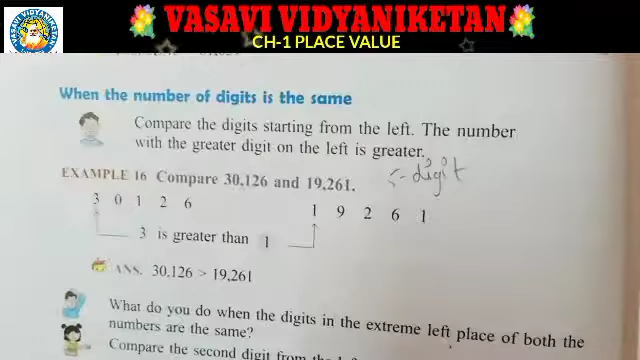 VASAVI VIDYANIKETAN
CH-1 PLACE VALUE
VASAVI VIDYANIKETAN
When the number of digits is the same
Compare the digits starting from the left. The number
with the greater digit on the left is greater.
5-digit
EXAMPLE 16 Compare 30,126 and 19,261.
3 0 1 2 6
1 9 2 6 1
3 is greater than 1
ANS. 30,126 > 19,261
What do you do when the digits in the extreme left place of both the
numbers are the same?
Compare the second digit from the